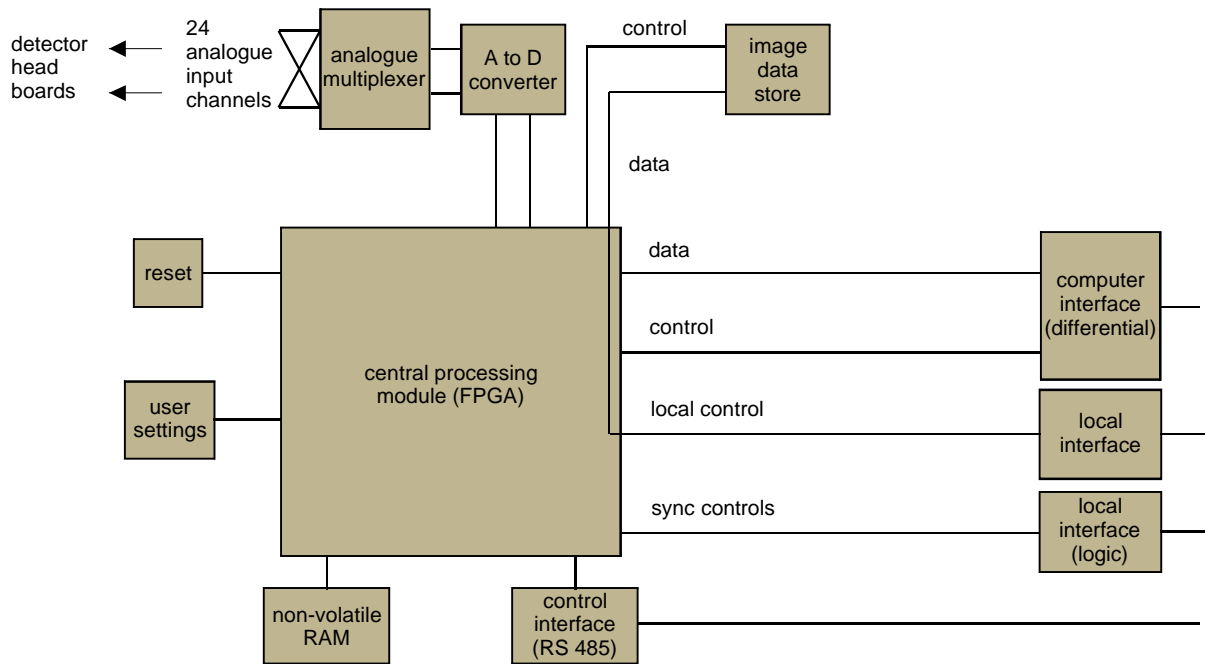 detector
head
boards
24
analogue
input
channels
analogue
multiplexer
A to D
converter
control
image
data
store
data
reset
data
computer
interface
(differential)
control
central processing
module (FPGA)
user
settings
local control
local
interface
sync controls
local
interface
(logic)
non-volatile
RAM
control
interface
(RS 485)